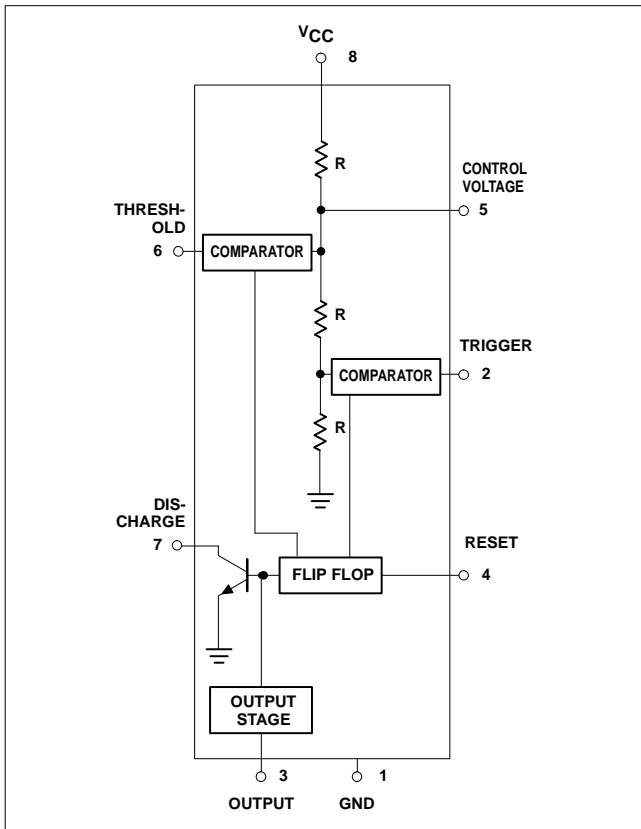 VCC
8
R
CONTROL
VOLTAGE
5
THRESH-
OLD
6
COMPARATOR
R
TRIGGER
COMPARATOR
2
R
DIS-
CHARGE
7
RESET
FLIP FLOP
4
OUTPUT
STAGE
3
1
OUTPUT
GND